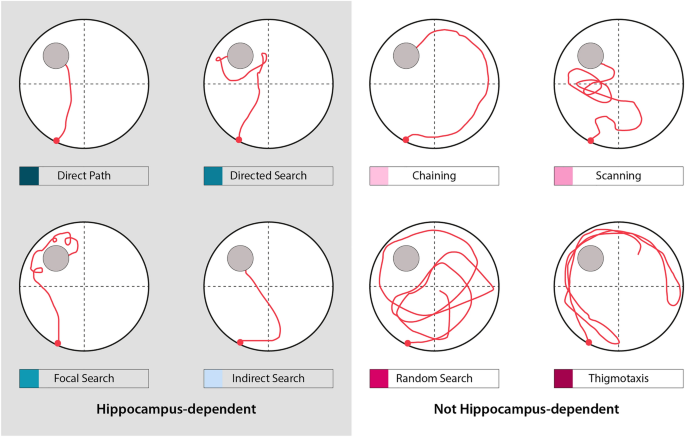 Direct Path
Directed Search
Chaining
Scanning
Focal Search
Indirect Search
Random Search
Thigmotaxis
Hippocampus-dependent
Not Hippocampus-dependent